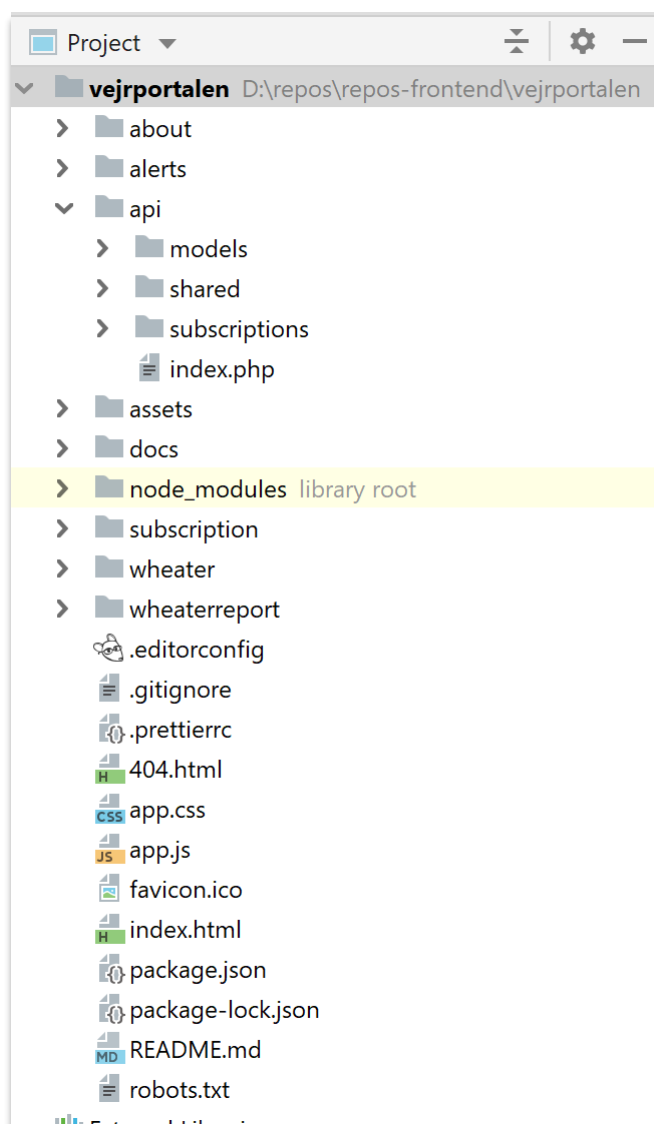 Project
vejrportalen D:\repos\repos-frontend\vejrportalen
about
alerts
api
models
shared
subscriptions
index.php
assets
docs
node_modules library root
subscription
wheater
wheaterreport
.editorconfig
.gitignore
.prettierrc
404.html
app.css
app.js
favicon.ico
index.html
package.json
package-lock.json
README.md
robots.txt